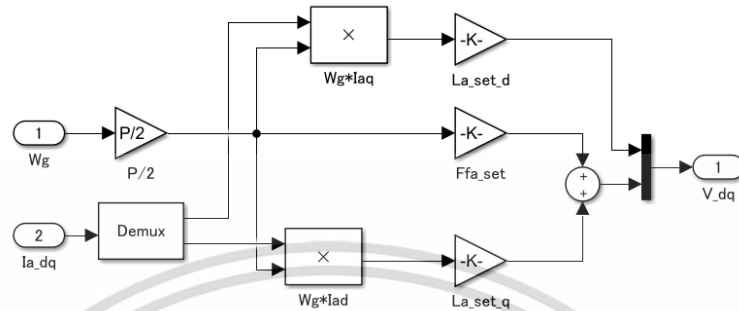 ×
-K-
Wg*Iaq
La_set_d
1
P/2
-K-
Wg
P/2
Ffa_set
+
+
1
V_dq
2
Demux
Ia_dq
×
-K-
Wg*Iad
La_set_q